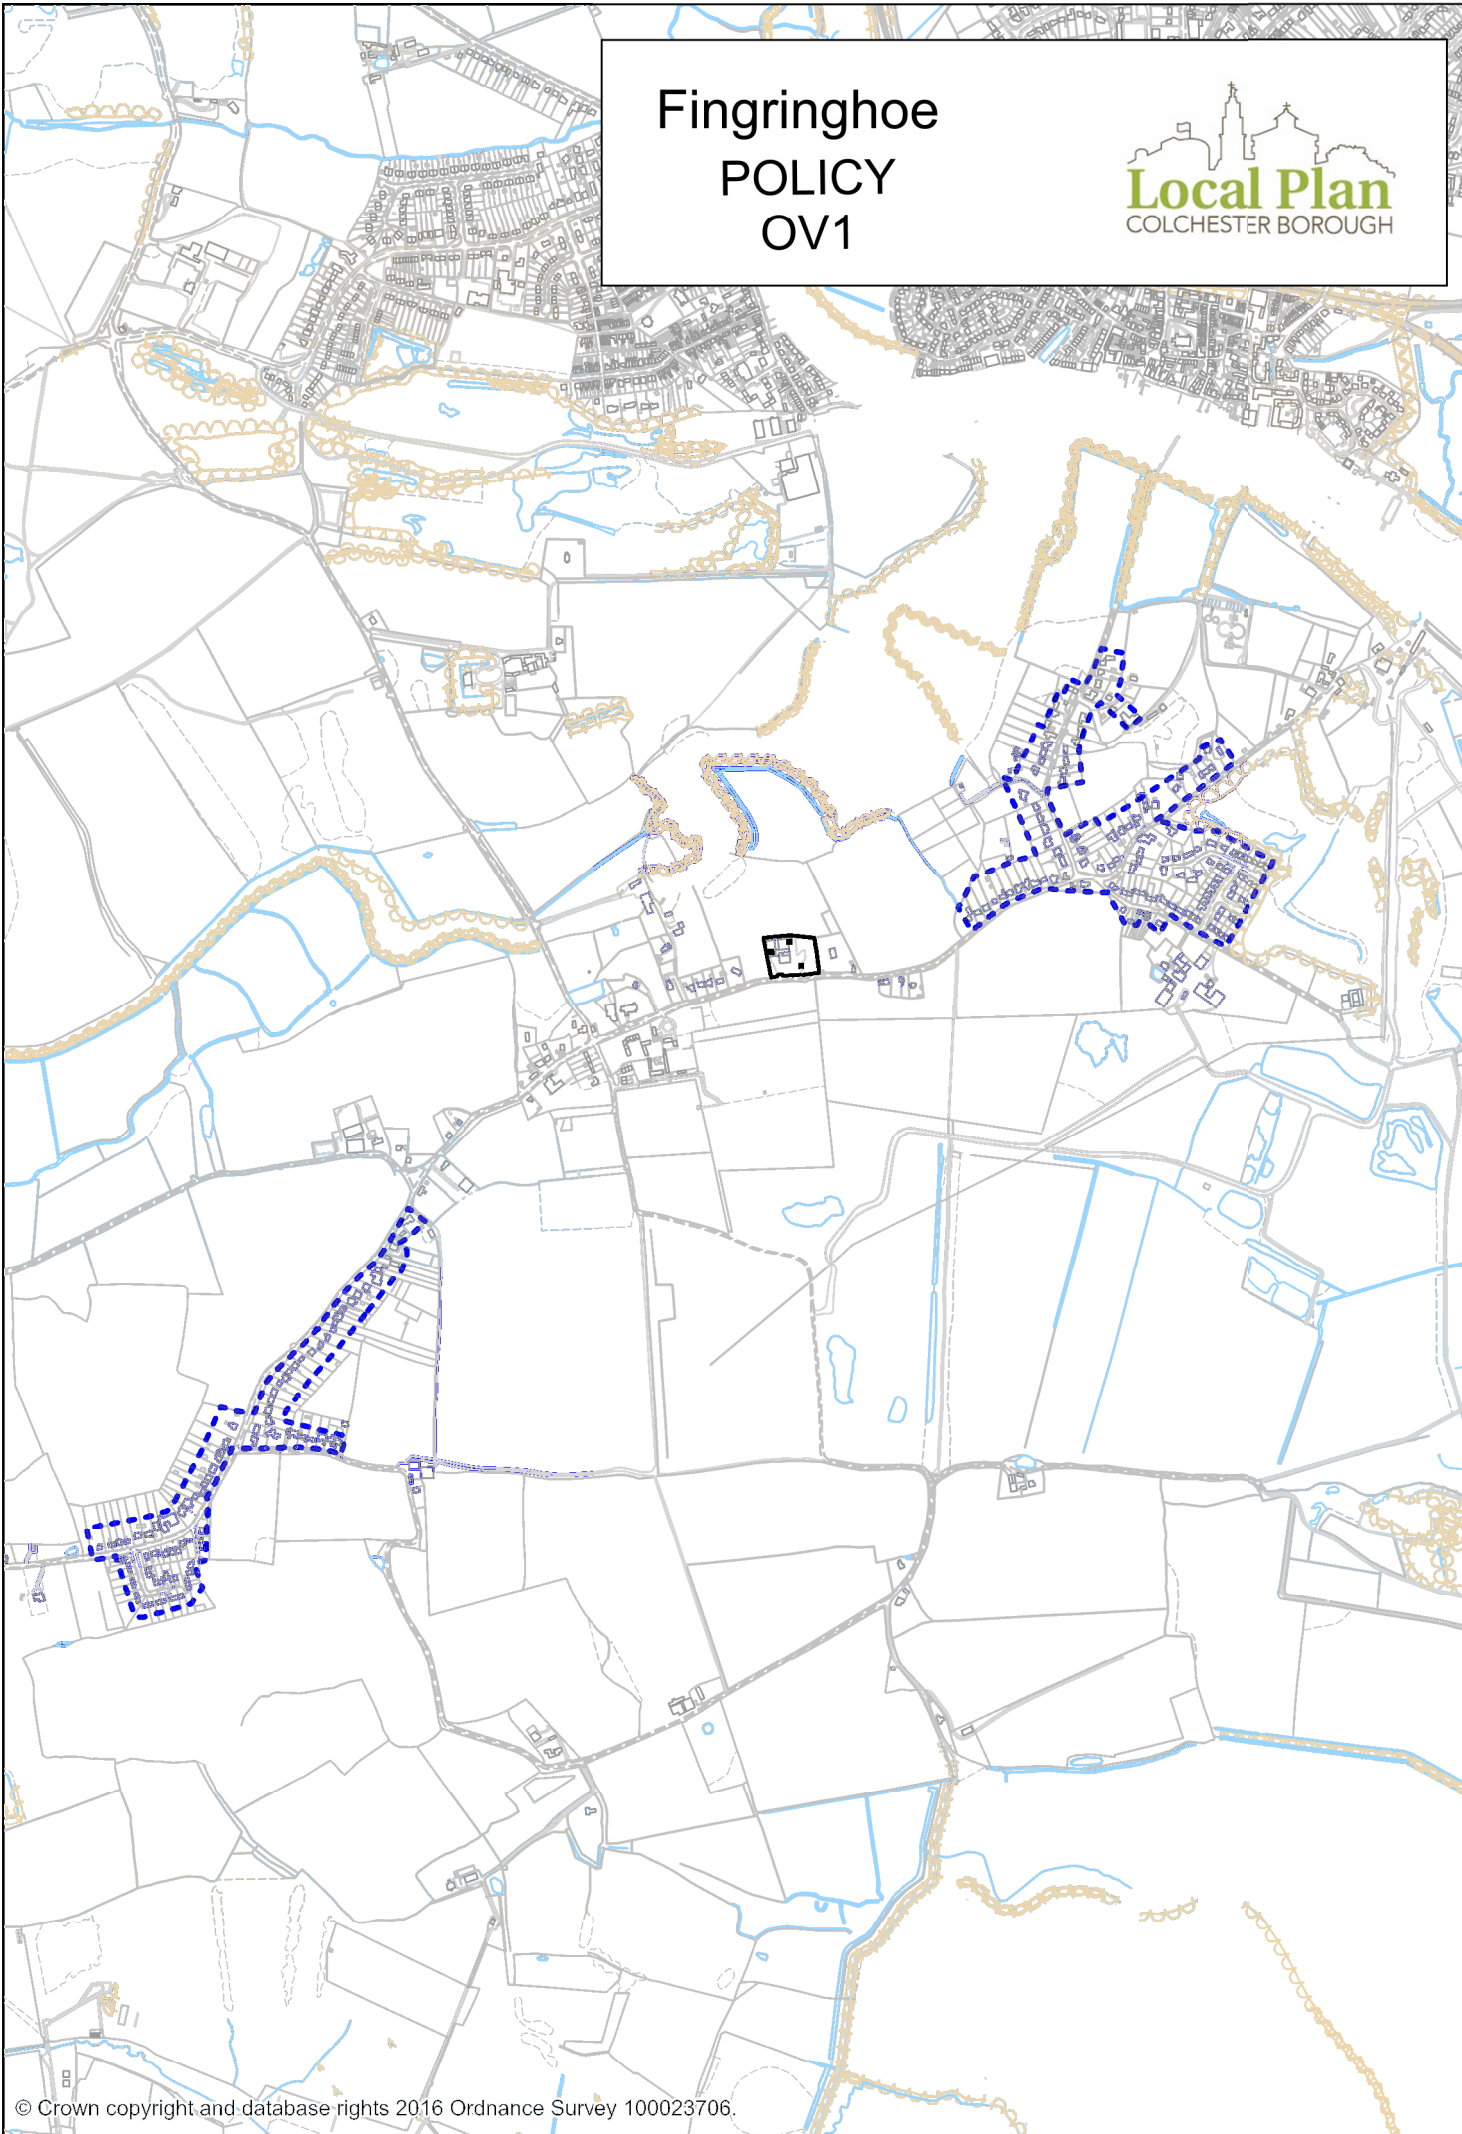 Fingringhoe
POLICY
OV1
Local Plan
COLCHESTER BOROUGH
© Crown copyright and database rights 2016 Ordnance Survey 100023706.